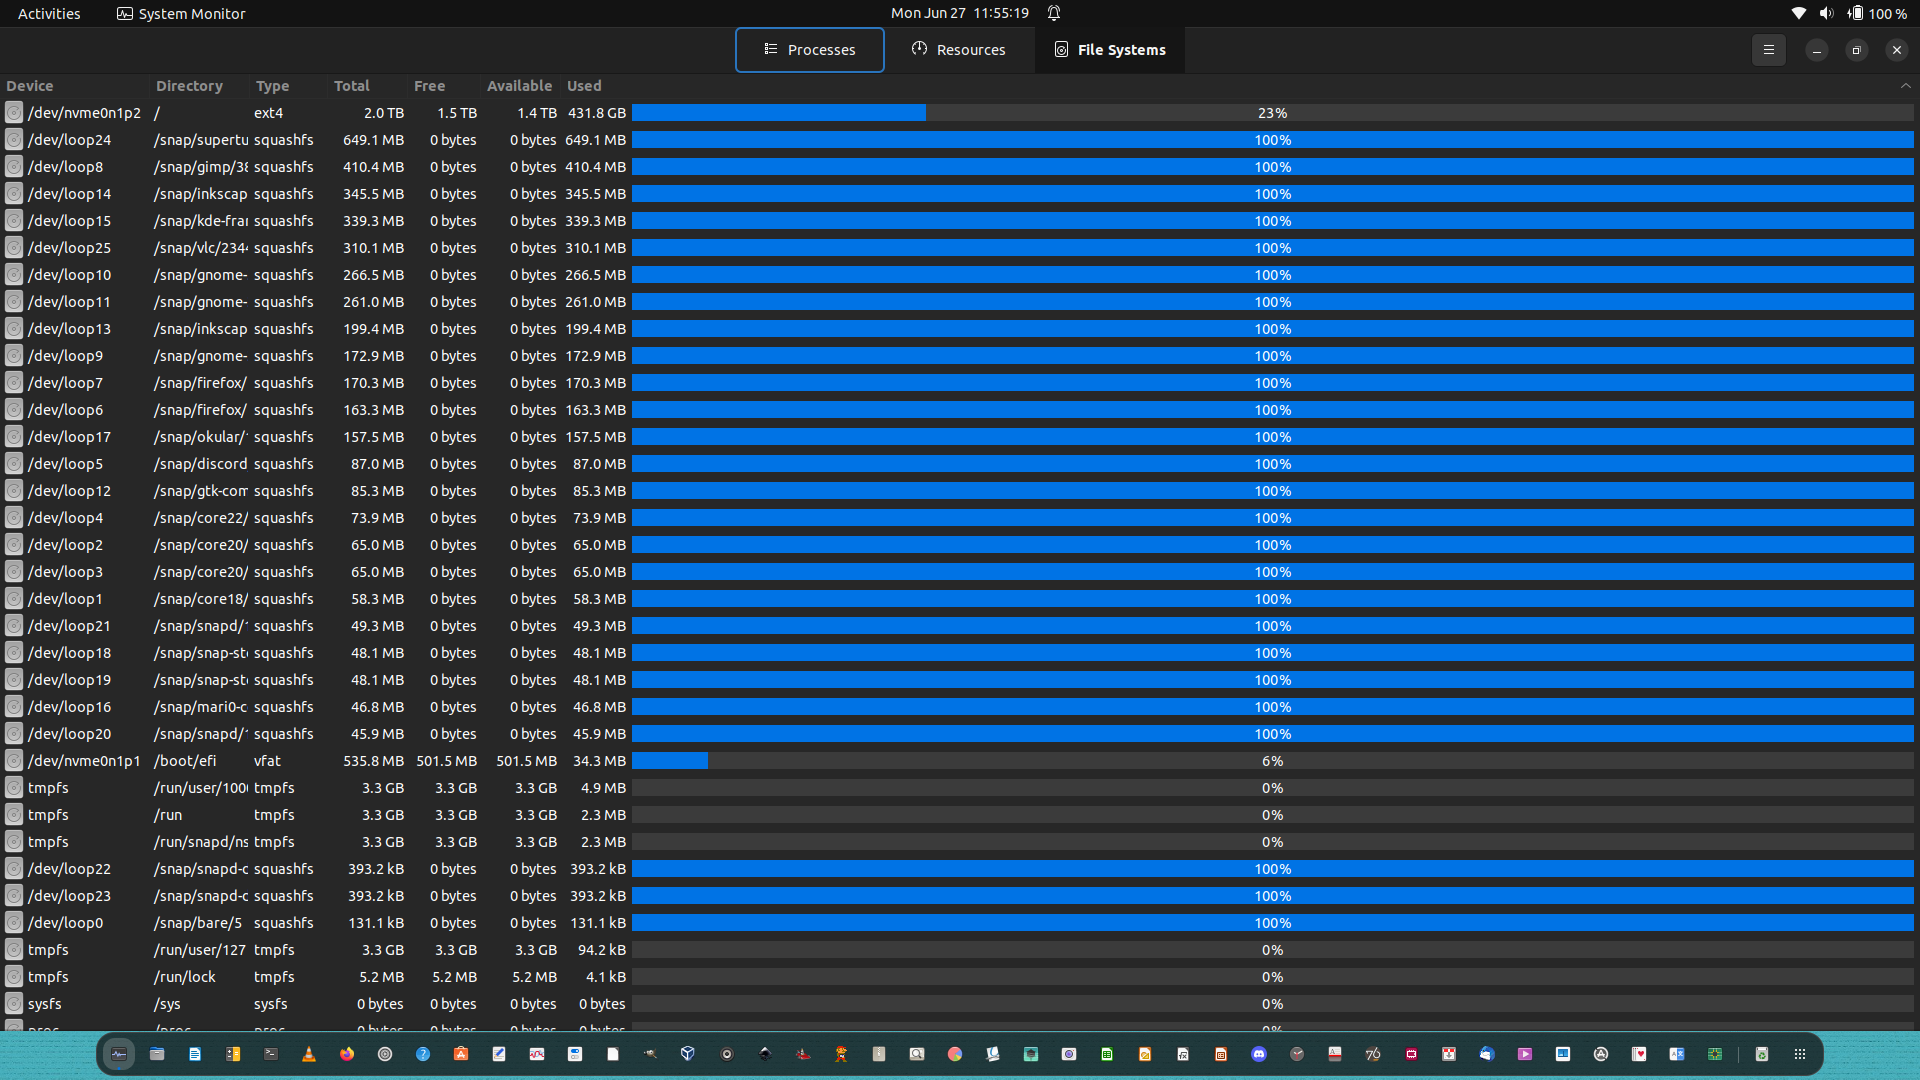 Activities System Monitor Mon Jun 27 11:55:19 100 %
Processes Resources File Systems
Device Directory Type Total Free Available Used
/dev/nvme0n1p2 / ext4 2.0 TB 1.5 TB 1.4 TB 431.8 GB 23%
/dev/loop24 /snap/supertu squashfs 649.1 MB 0 bytes 0 bytes 649.1 MB 100%
/dev/loop8 /snap/gimp/38 squashfs 410.4 MB 0 bytes 0 bytes 410.4 MB 100%
/dev/loop14 /snap/inkscap squashfs 345.5 MB 0 bytes 0 bytes 345.5 MB 100%
/dev/loop15 /snap/kde-fra squashfs 339.3 MB 0 bytes 0 bytes 339.3 MB 100%
/dev/loop25 /snap/vlc/2344 squashfs 310.1 MB 0 bytes 0 bytes 310.1 MB 100%
/dev/loop10 /snap/gnome- squashfs 266.5 MB 0 bytes 0 bytes 266.5 MB 100%
/dev/loop11 /snap/gnome- squashfs 261.0 MB 0 bytes 0 bytes 261.0 MB 100%
/dev/loop13 /snap/inkscap squashfs 199.4 MB 0 bytes 0 bytes 199.4 MB 100%
/dev/loop9 /snap/gnome- squashfs 172.9 MB 0 bytes 0 bytes 172.9 MB 100%
/dev/loop7 /snap/firefox/ squashfs 170.3 MB 0 bytes 0 bytes 170.3 MB 100%
/dev/loop6 /snap/firefox/ squashfs 163.3 MB 0 bytes 0 bytes 163.3 MB 100%
/dev/loop17 /snap/okular/ squashfs 157.5 MB 0 bytes 0 bytes 157.5 MB 100%
/dev/loop5 /snap/discord squashfs 87.0 MB 0 bytes 0 bytes 87.0 MB 100%
/dev/loop12 /snap/gtk-com squashfs 85.3 MB 0 bytes 0 bytes 85.3 MB 100%
/dev/loop4 /snap/core22/ squashfs 73.9 MB 0 bytes 0 bytes 73.9 MB 100%
/dev/loop2 /snap/core20/ squashfs 65.0 MB 0 bytes 0 bytes 65.0 MB 100%
/dev/loop3 /snap/core20/ squashfs 65.0 MB 0 bytes 0 bytes 65.0 MB 100%
/dev/loop1 /snap/core18/ squashfs 58.3 MB 0 bytes 0 bytes 58.3 MB 100%
/dev/loop21 /snap/snapd/1 squashfs 49.3 MB 0 bytes 0 bytes 49.3 MB 100%
/dev/loop18 /snap/snap-st squashfs 48.1 MB 0 bytes 0 bytes 48.1 MB 100%
/dev/loop19 /snap/snap-st squashfs 48.1 MB 0 bytes 0 bytes 48.1 MB 100%
/dev/loop16 /snap/mari0-c squashfs 46.8 MB 0 bytes 0 bytes 46.8 MB 100%
/dev/loop20 /snap/snapd/1 squashfs 45.9 MB 0 bytes 0 bytes 45.9 MB 100%
/dev/nvme0n1p1 /boot/efi vfat 535.8 MB 501.5 MB 501.5 MB 34.3 MB 6%
tmpfs /run/user/1000 tmpfs 3.3 GB 3.3 GB 3.3 GB 4.9 MB 0%
tmpfs /run tmpfs 3.3 GB 3.3 GB 3.3 GB 2.3 MB 0%
tmpfs /run/snapd/ns tmpfs 3.3 GB 3.3 GB 3.3 GB 2.3 MB 0%
/dev/loop22 /snap/snapd-c squashfs 393.2 kB 0 bytes 0 bytes 393.2 kB 100%
/dev/loop23 /snap/snapd-c squashfs 393.2 kB 0 bytes 0 bytes 393.2 kB 100%
/dev/loop0 /snap/bare/5 squashfs 131.1 kB 0 bytes 0 bytes 131.1 kB 100%
tmpfs /run/user/127 tmpfs 3.3 GB 3.3 GB 3.3 GB 94.2 kB 0%
tmpfs /run/lock tmpfs 5.2 MB 5.2 MB 5.2 MB 4.1 kB 0%
sysfs /sys sysfs 0 bytes 0 bytes 0 bytes 0 bytes 0%
proc /proc proc 0 bytes 0 bytes 0 bytes 0 bytes 0%